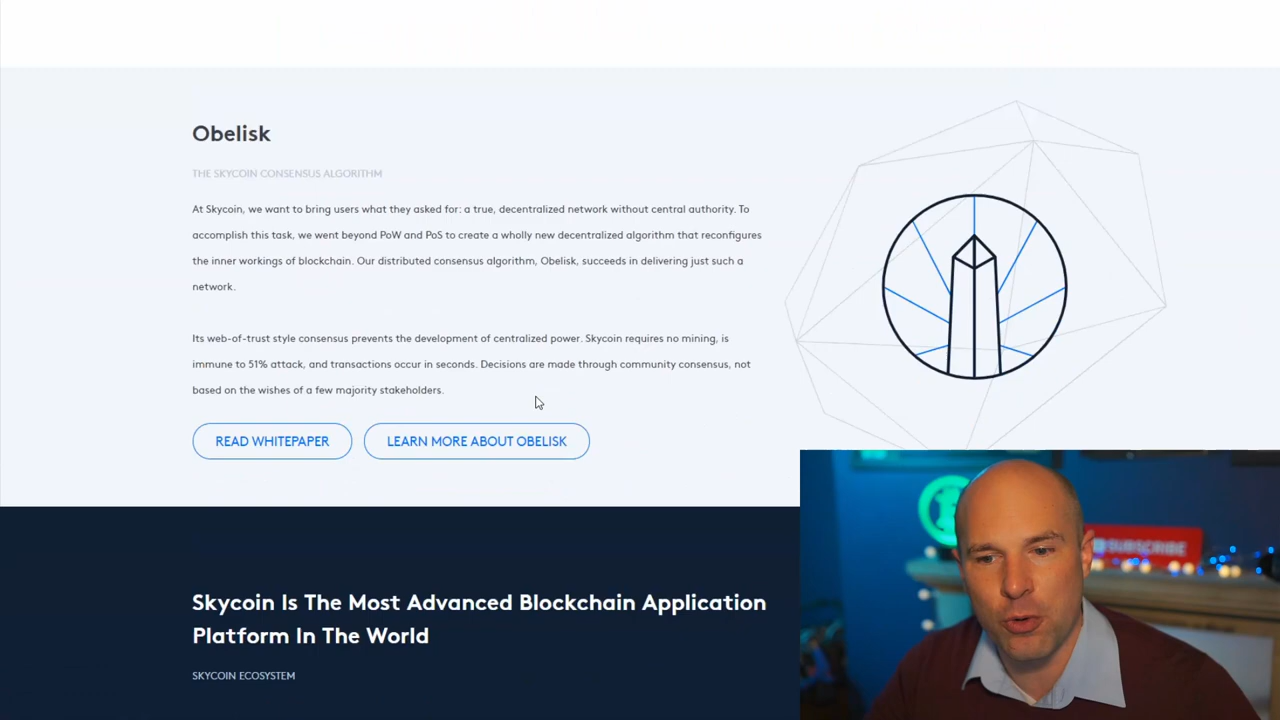 Obelisk
THE SKYCOIN CONSENSUS ALGORITHM
At Skycoin, we want to bring users what they asked for: a true, decentralized network without central authority. To
accomplish this task, we went beyond PoW and PoS to create a wholly new decentralized algorithm that reconfigures
the inner workings of blockchain. Our distributed consensus algorithm, Obelisk, succeeds in delivering just such a
network.
Its web-of-trust style consensus prevents the development of centralized power. Skycoin requires no mining, is
immune to 51% attack, and transactions occur in seconds. Decisions are made through community consensus, not
based on the wishes of a few majority stakeholders.
READ WHITEPAPER
LEARN MORE ABOUT OBELISK
SUBSCRIBE
Skycoin Is The Most Advanced Blockchain Application
Platform In The World
SKYCOIN ECOSYSTEM